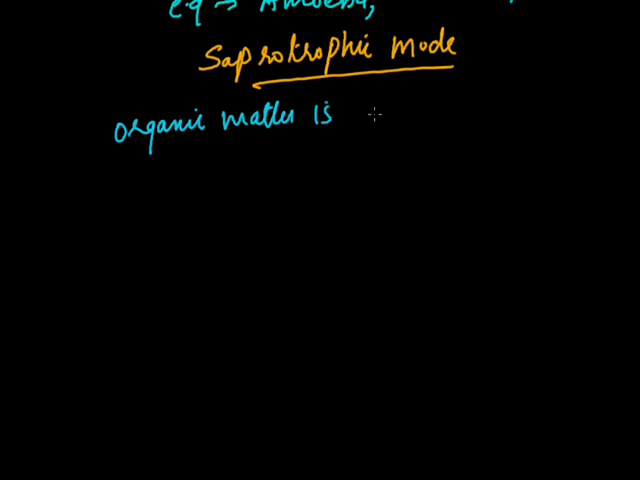 eg → Amoeba,
Saprotrophic mode
Organic matter is